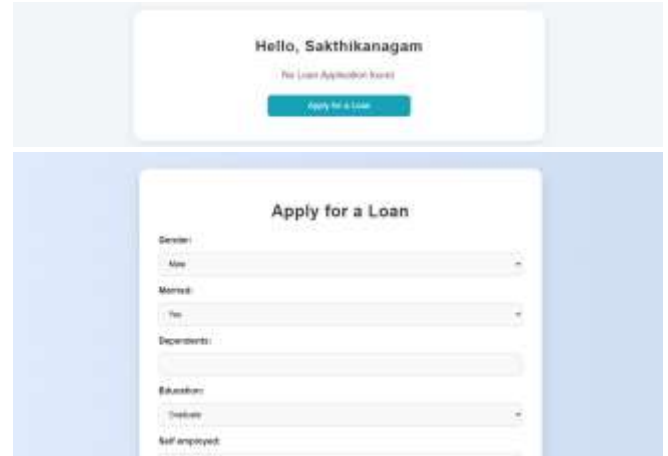 Hello, Sakthikanagam
No Loan Application found
Apply for a Loan
Apply for a Loan
Gender:
Male
Married:
Yes
Dependents:
Education:
Graduate
Self employed: